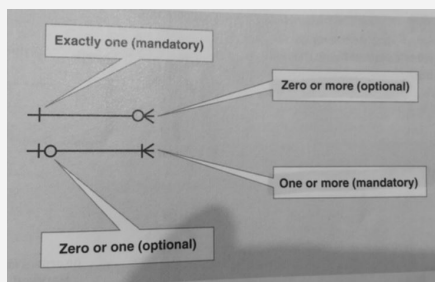 Exactly one (mandatory)
Zero or more (optional)
One or more (mandatory)
Zero or one (optional)